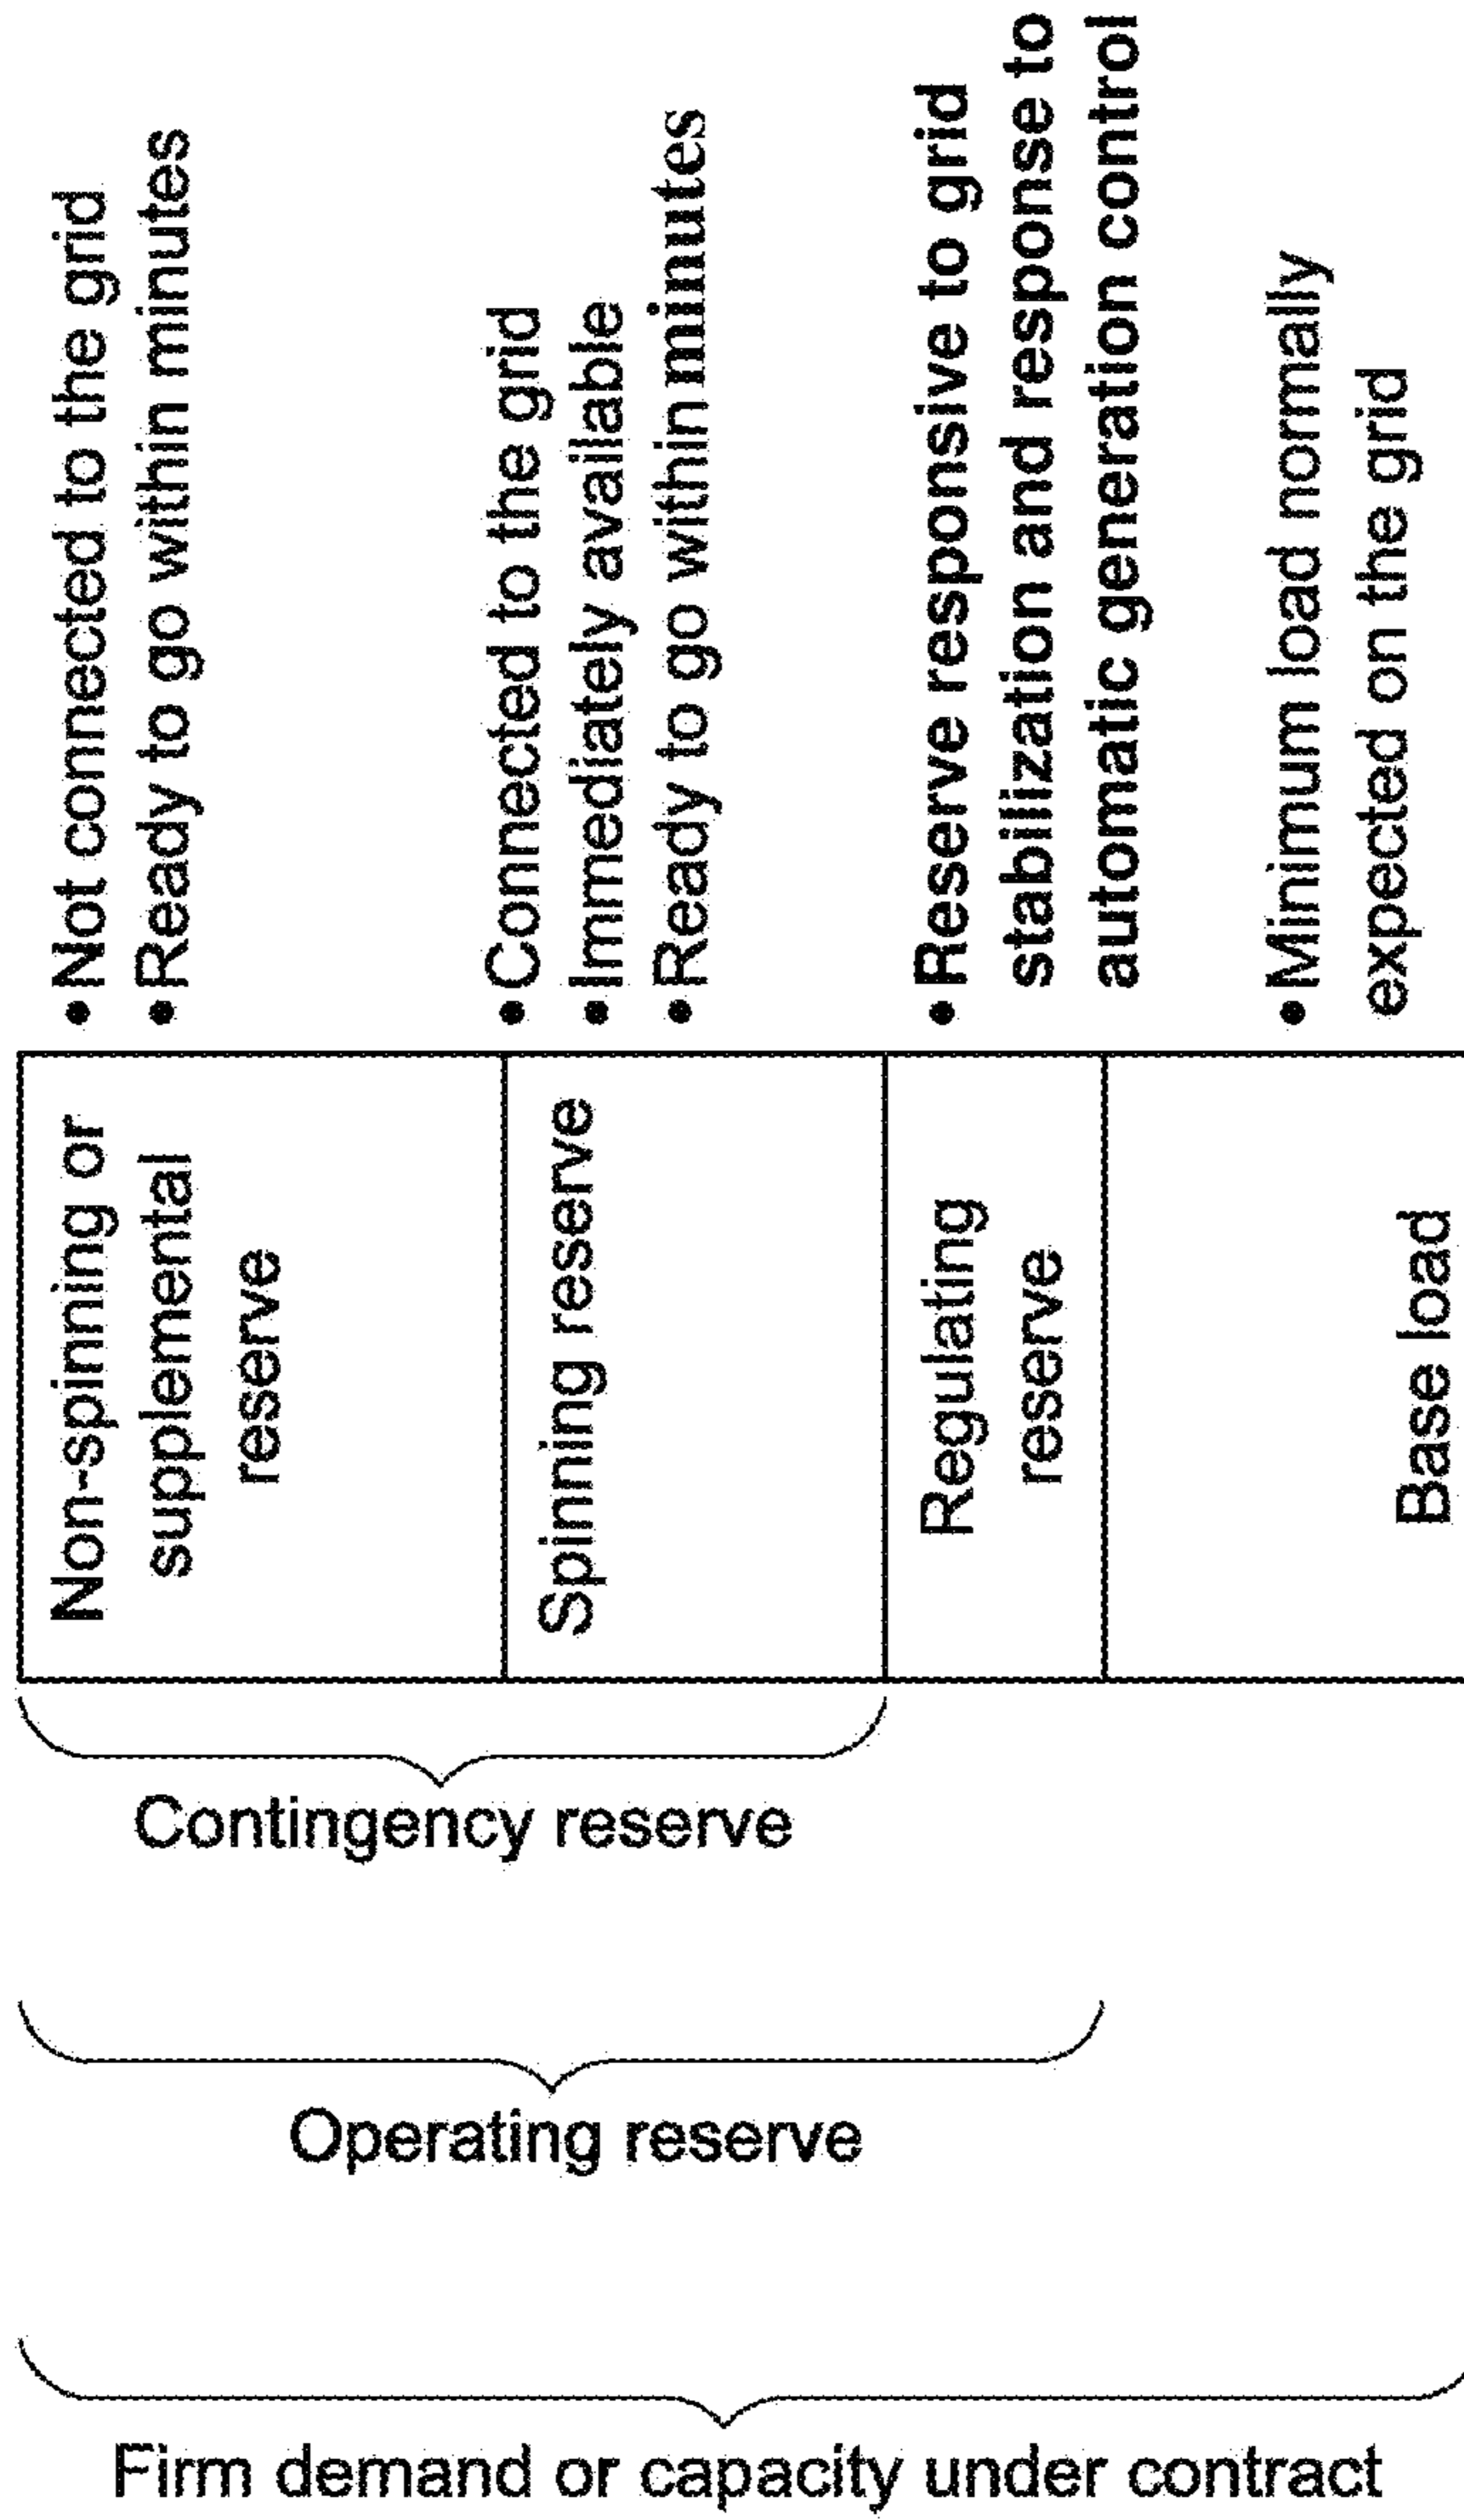 Non-spinning or
supplemental
reserve
•Not connected to the grid
•Ready to go within minutes
Spinning reserve
•Connected to the grid
•Immediately available
•Ready to go within minutes
Regulating
reserve
•Reserve responsive to grid
stabilization and response to
automatic generation control
Base load
•Minimum load normally
expected on the grid
Contingency reserve
Operating reserve
Firm demand or capacity under contract